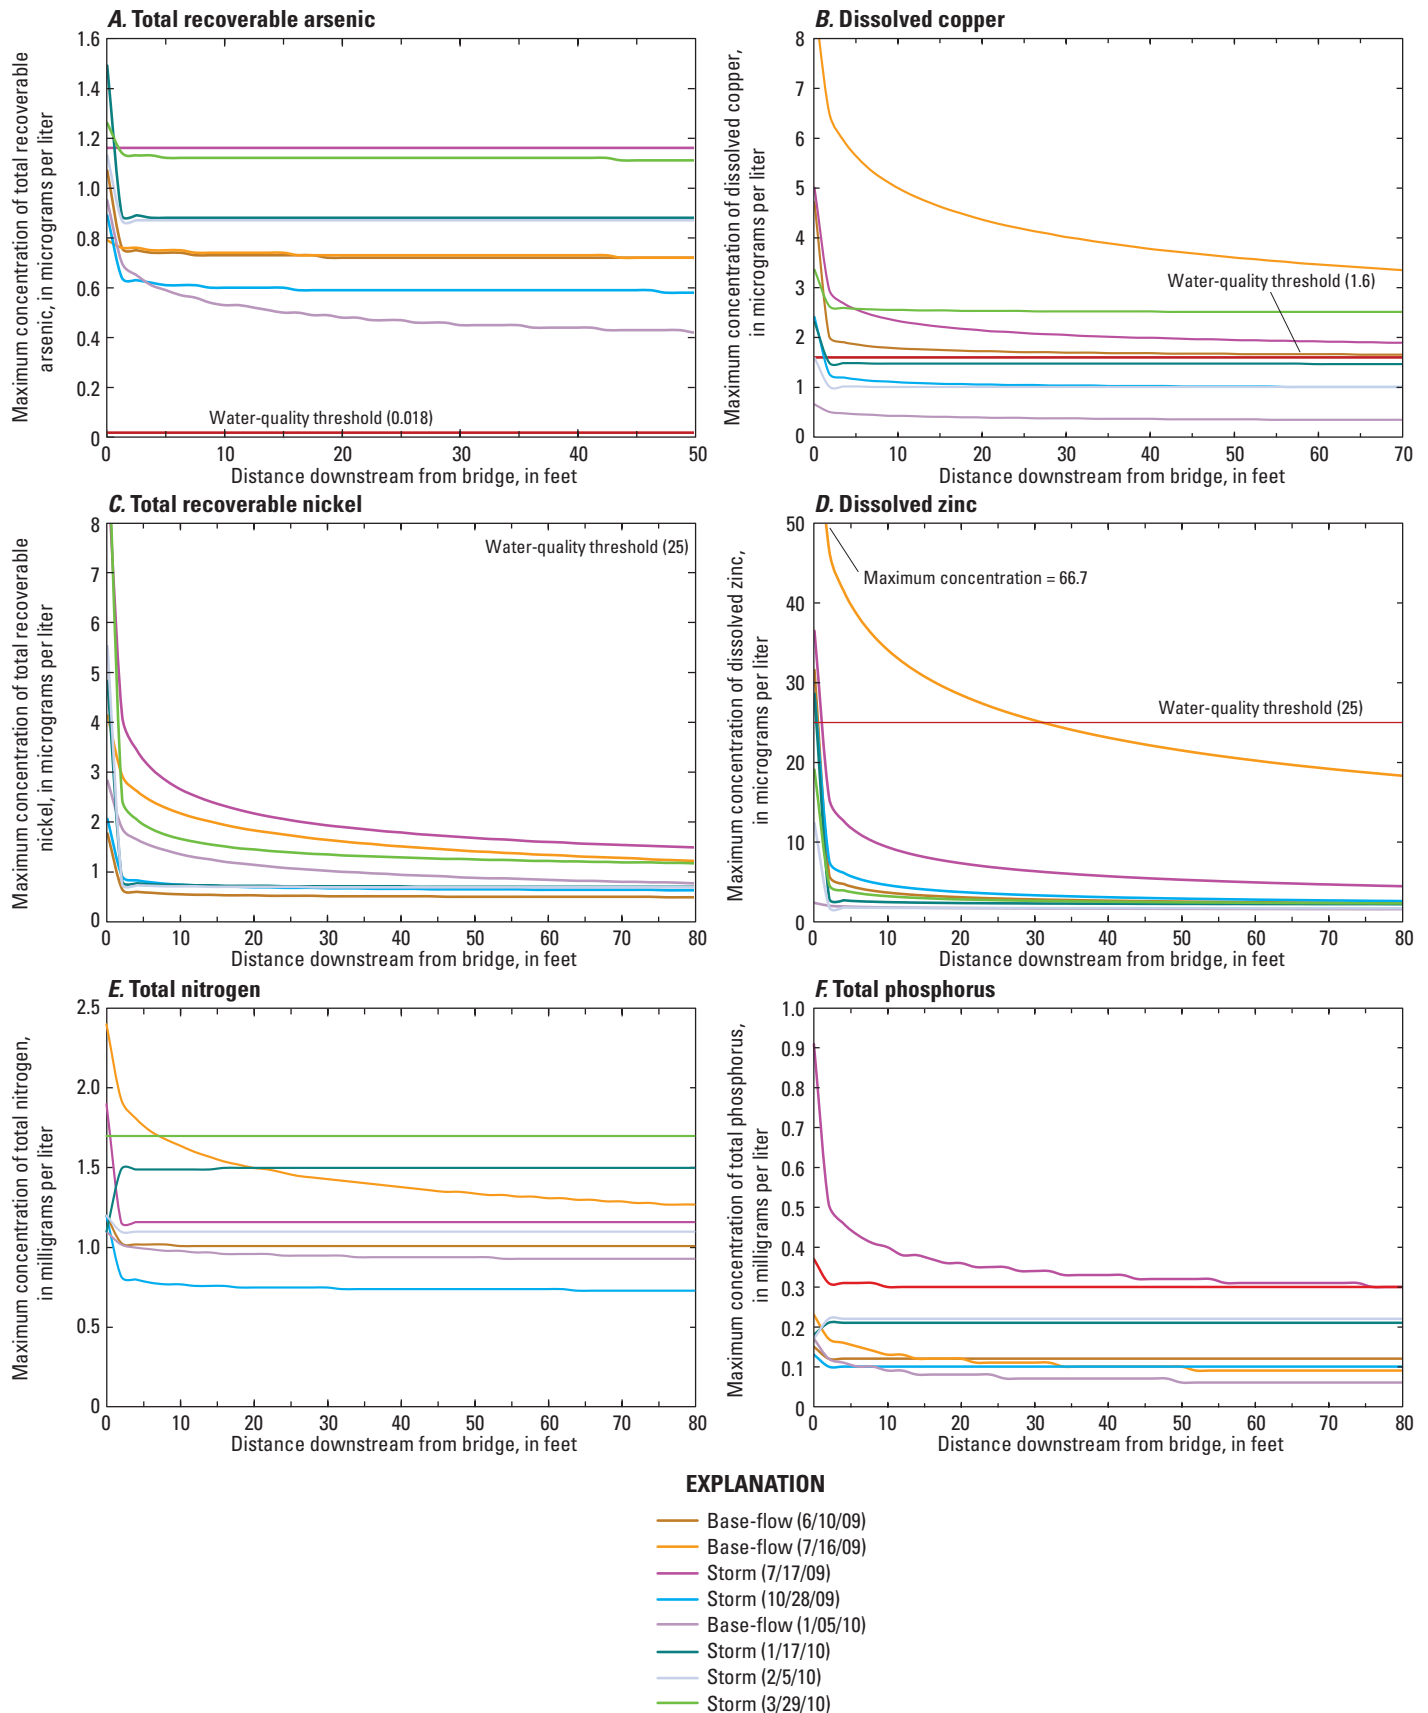 A. Total recoverable arsenic
Maximum concentration of total recoverable
arsenic, in micrograms per liter
1.6
1.4
1.2
1.0
0.8
0.6
0.4
0.2
0
Water-quality threshold (0.018)
0 10 20 30 40 50
Distance downstream from bridge, in feet
B. Dissolved copper
Maximum concentration of dissolved copper,
in micrograms per liter
8
7
6
5
4
3
2
1
0
Water-quality threshold (1.6)
0 10 20 30 40 50 60 70
Distance downstream from bridge, in feet
C. Total recoverable nickel
Maximum concentration of total recoverable
nickel, in micrograms per liter
8
7
6
5
4
3
2
1
0
Water-quality threshold (25)
0 10 20 30 40 50 60 70 80
Distance downstream from bridge, in feet
D. Dissolved zinc
Maximum concentration of dissolved zinc,
in micrograms per liter
50
40
30
20
10
0
Maximum concentration = 66.7
Water-quality threshold (25)
0 10 20 30 40 50 60 70 80
Distance downstream from bridge, in feet
E. Total nitrogen
Maximum concentration of total nitrogen,
in milligrams per liter
2.5
2.0
1.5
1.0
0.5
0
0 10 20 30 40 50 60 70 80
Distance downstream from bridge, in feet
F. Total phosphorus
Maximum concentration of total phosphorus,
in milligrams per liter
1.0
0.9
0.8
0.7
0.6
0.5
0.4
0.3
0.2
0.1
0
0 10 20 30 40 50 60 70 80
Distance downstream from bridge, in feet
EXPLANATION
Base-flow (6/10/09)
Base-flow (7/16/09)
Storm (7/17/09)
Storm (10/28/09)
Base-flow (1/05/10)
Storm (1/17/10)
Storm (2/5/10)
Storm (3/29/10)